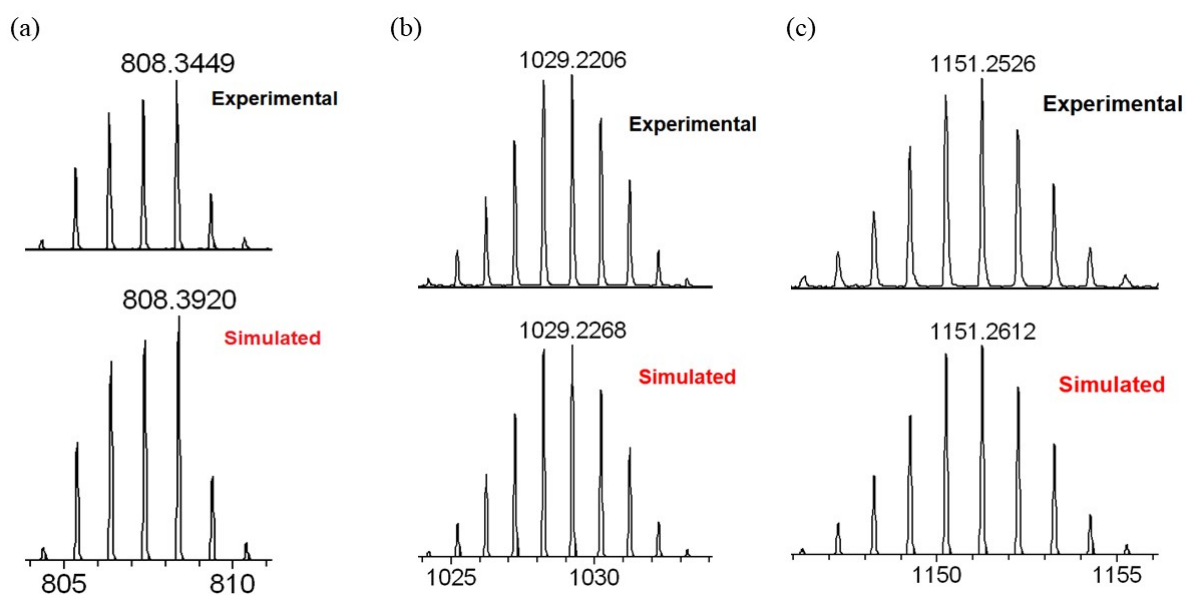 (a)
808.3449
Experimental
808.3920
Simulated
805 810
(b)
1029.2206
Experimental
1029.2268
Simulated
1025 1030
(c)
1151.2526
Experimental
1151.2612
Simulated
1150 1155